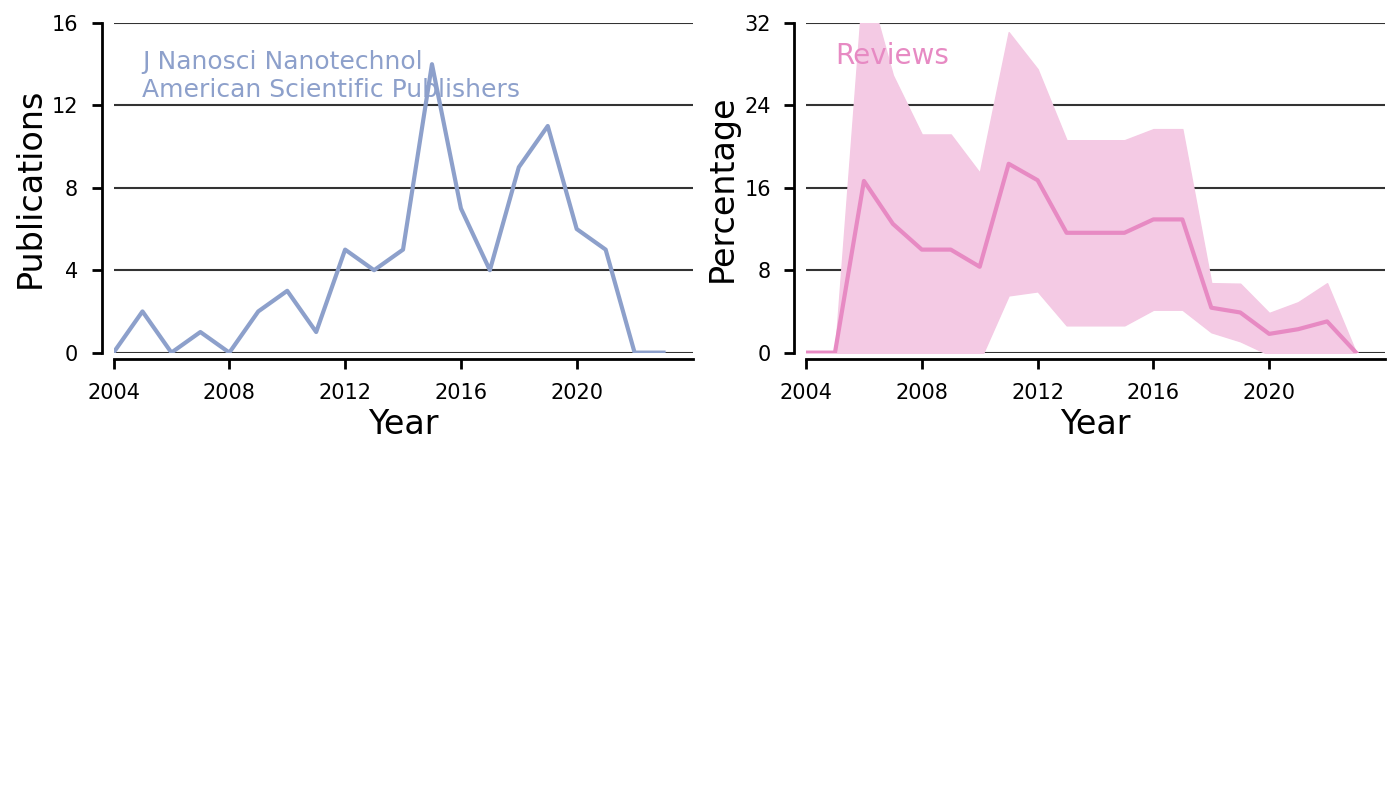 16
12
8
4
0
Publications
J Nanosci Nanotechnol
American Scientific Publishers
2004 2008 2012 2016 2020
Year
32
24
16
8
0
Percentage
Reviews
2004 2008 2012 2016 2020
Year